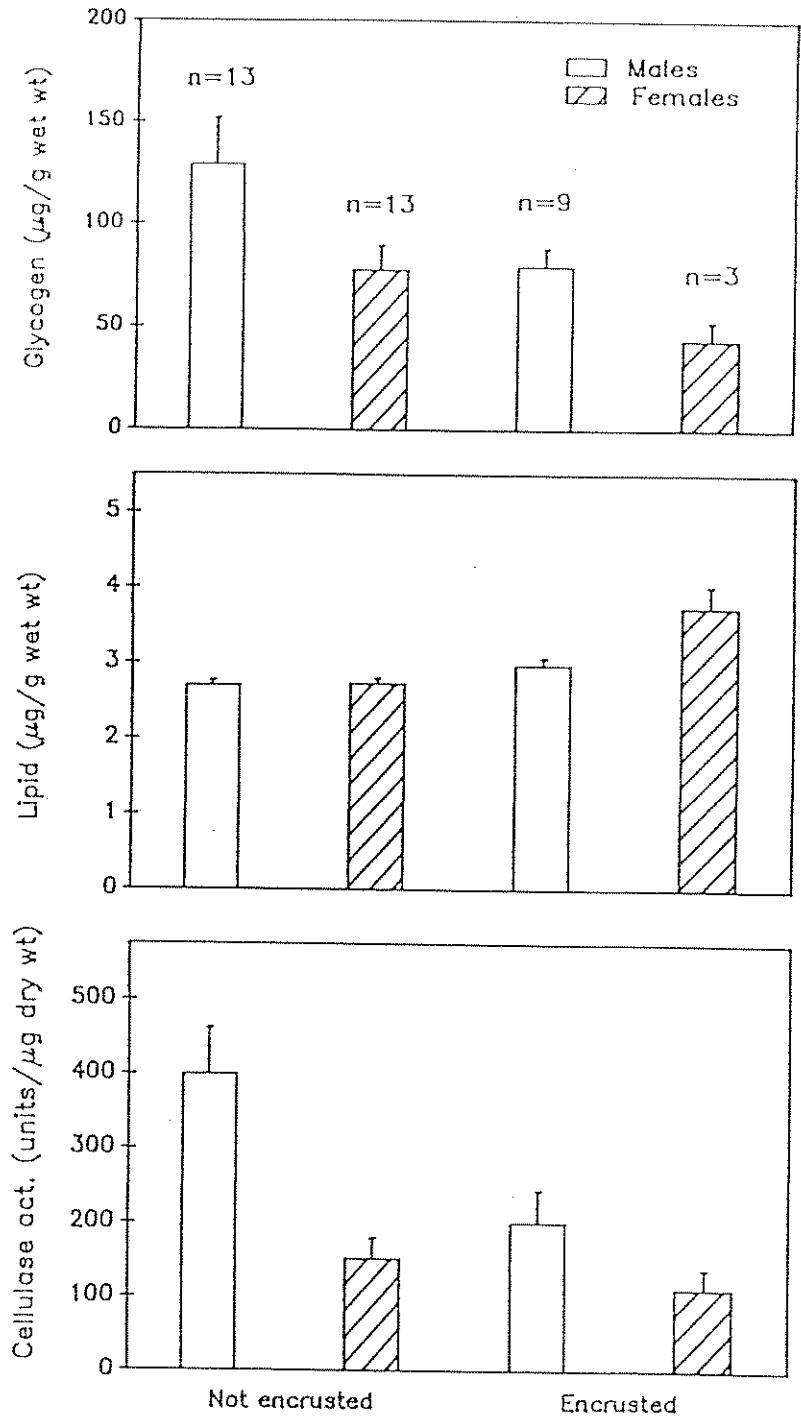 Glycogen (μg/g wet wt)
200
150
100
50
0
n=13
n=13
n=9
n=3
Males
Females
Lipid (μg/g wet wt)
5
4
3
2
1
0
Cellulase act. (units/μg dry wt)
500
400
300
200
100
0
Not encrusted
Encrusted